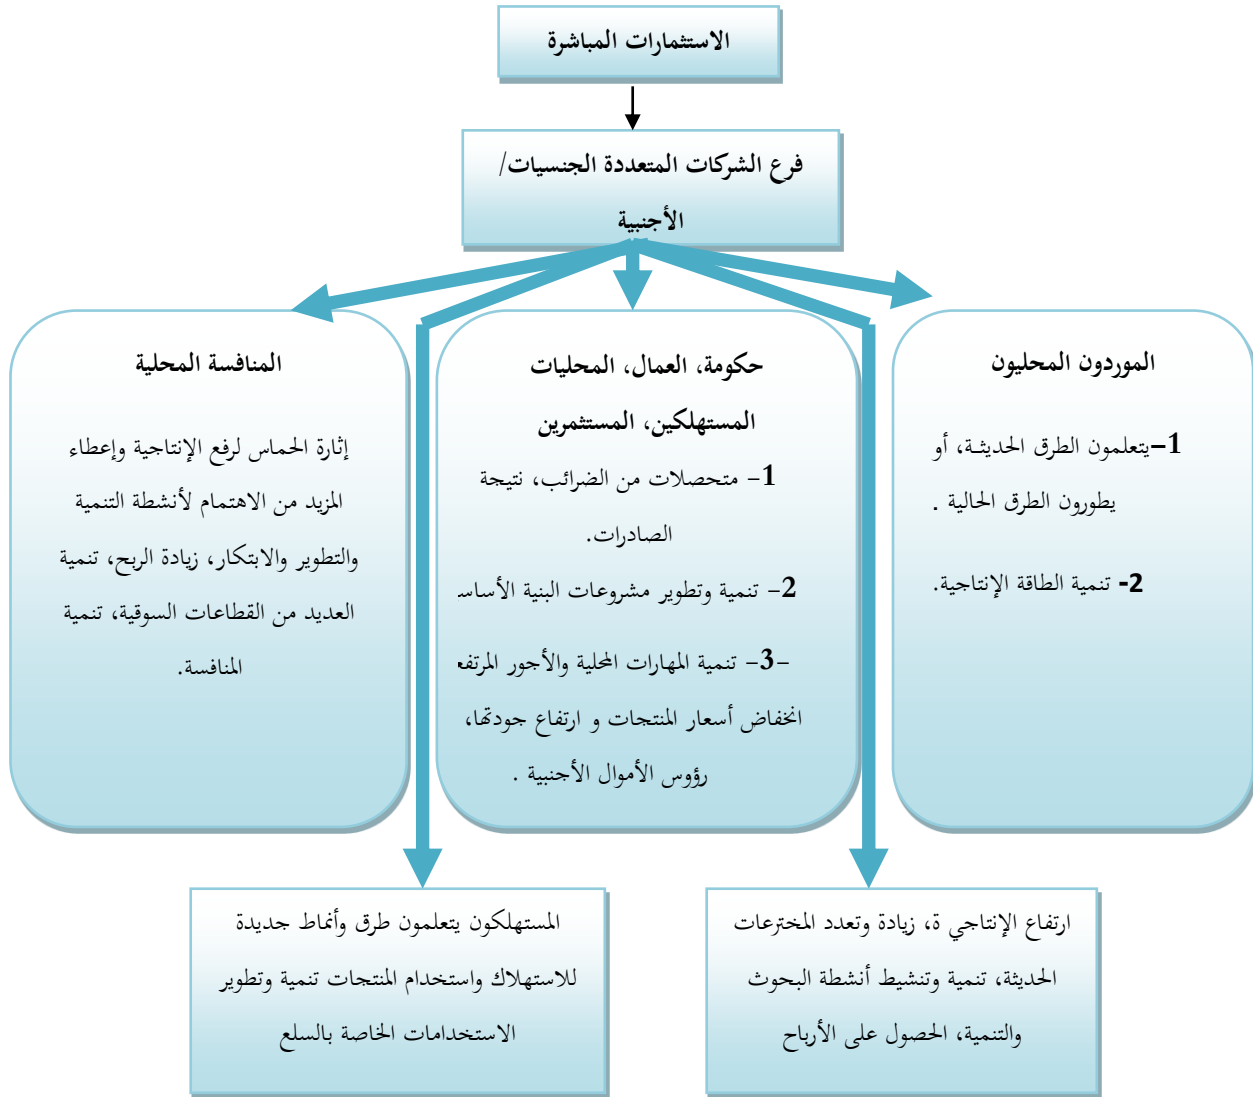 الاستثمارات المباشرة
فرع الشركات المتعددة الجنسيات/
الأجنبية
الموردون المحليون
1–يتعلمون الطرق الحديثة، أو
يطورون الطرق الحالية .
2- تنمية الطاقة الإنتاجية.
حكومة، العمال، المحليات
المستهلكين، المستثمرين
1- متحصلات من الضرائب، نتيجة
الصادرات.
2- تنمية وتطوير مشروعات البنية الأساس
-3- تنمية المهارات المحلية والأجور المرتفع
انخفاض أسعار المنتجات و ارتفاع جودتها،
رؤوس الأموال الأجنبية .
المنافسة المحلية
إثارة الحماس لرفع الإنتاجية وإعطاء
المزيد من الاهتمام لأنشطة التنمية
والتطوير والابتكار، زيادة الربح، تنمية
العديد من القطاعات السوقية، تنمية
المنافسة.
ارتفاع الإنتاجي ة، زيادة وتعدد المخترعات
الحديثة، تنمية وتنشيط أنشطة البحوث
والتنمية، الحصول على الأرباح
المستهلكون يتعلمون طرق وأنماط جديدة
للاستهلاك واستخدام المنتجات تنمية وتطوير
الاستخدامات الخاصة بالسلع